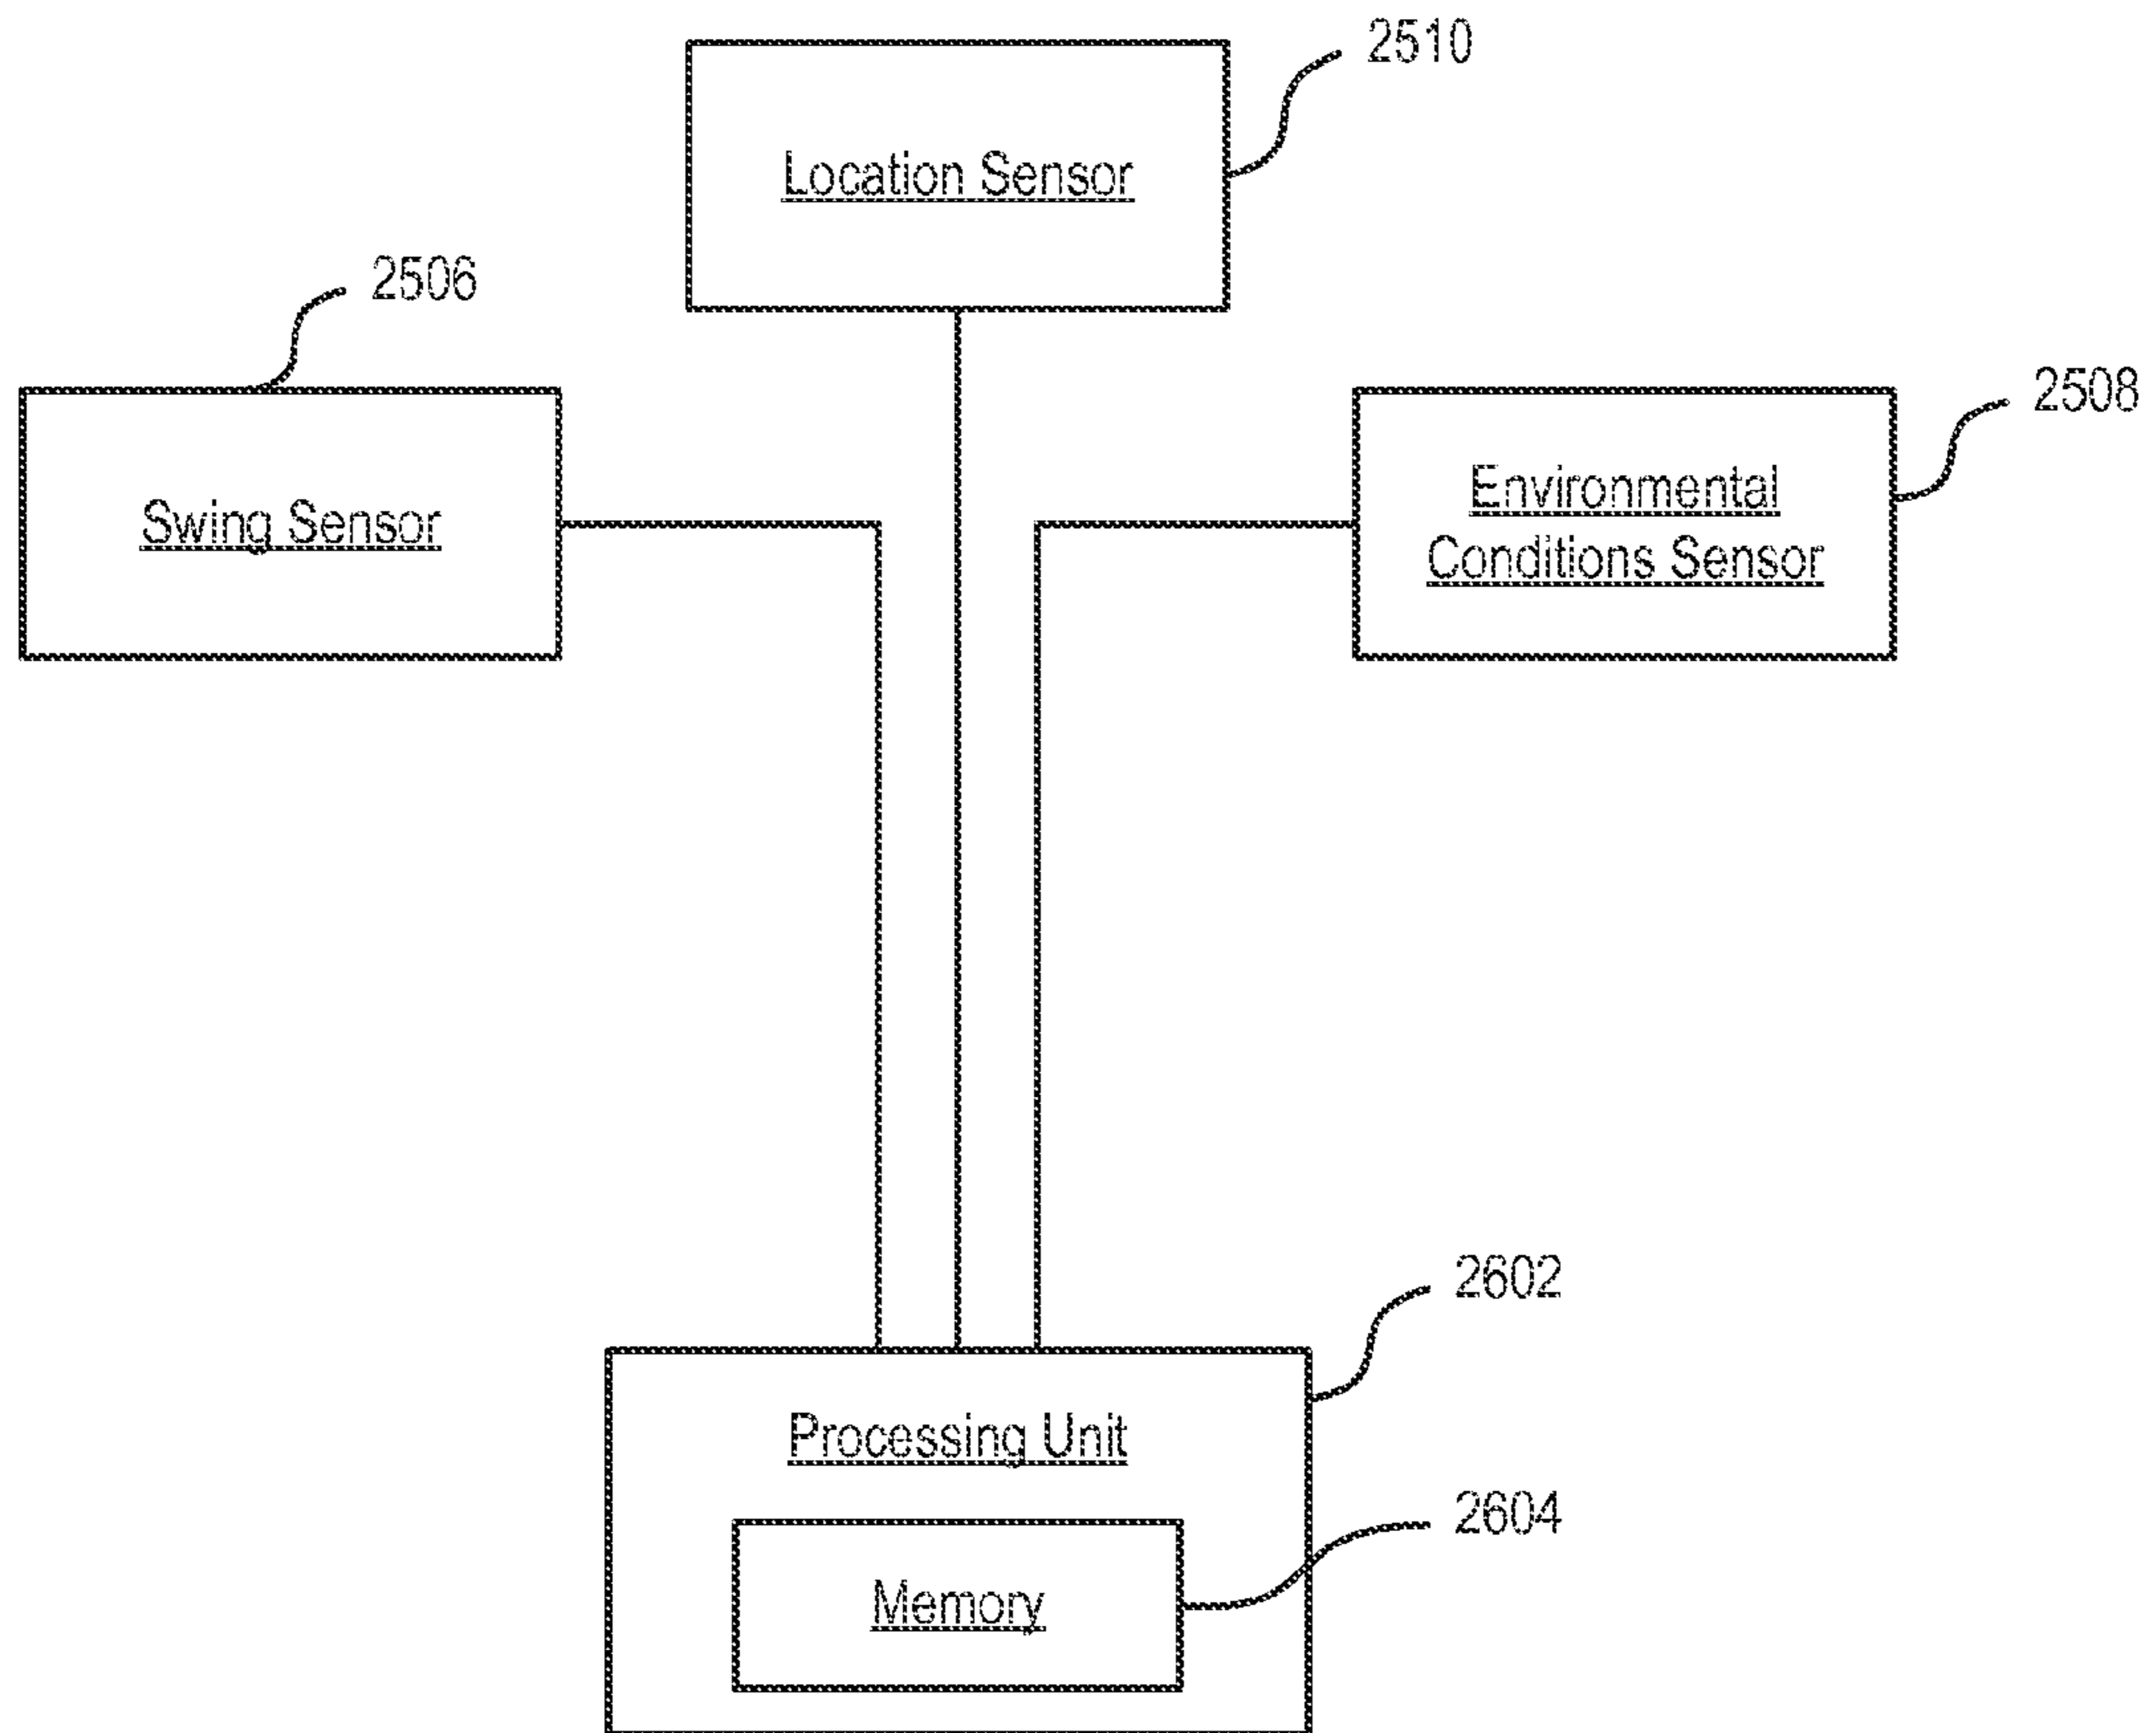 2510
Location Sensor
2506
2508
Swing Sensor
Environmental
Conditions Sensor
2602
Processing Unit
2604
Memory